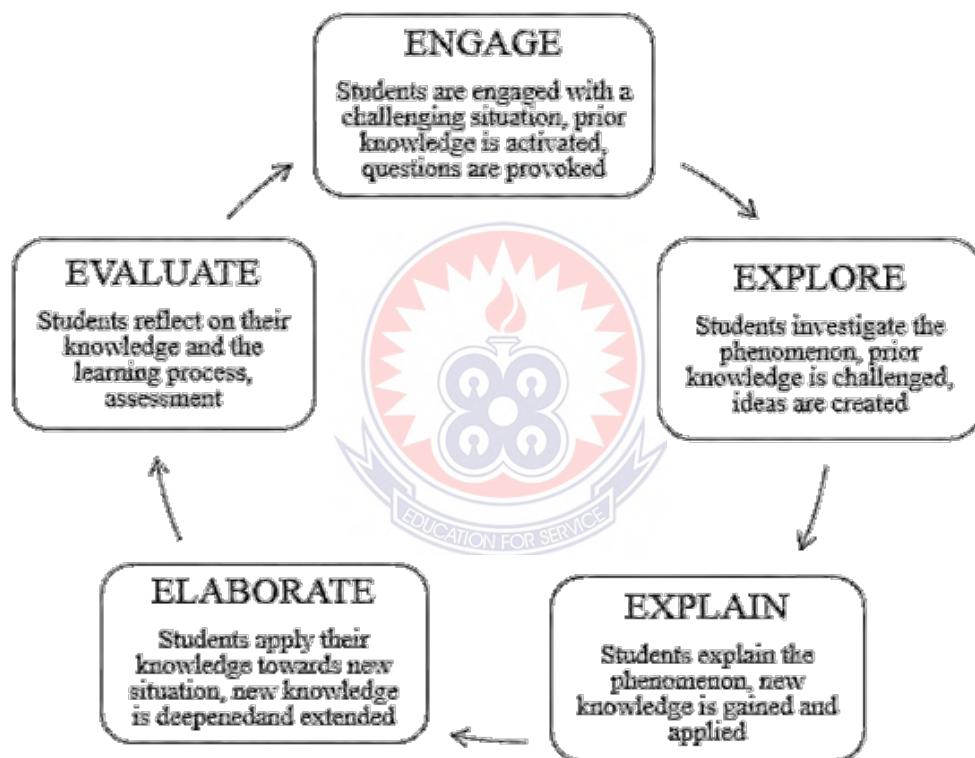 ENGAGE
Students are engaged with a
challenging situation, prior
knowledge is activated,
questions are provoked
EXPLORE
Students investigate the
phenomenon, prior
knowledge is challenged,
ideas are created
EXPLAIN
Students explain the
phenomenon, new
knowledge is gained and
applied
ELABORATE
Students apply their
knowledge towards new
situation, new knowledge
is deepenedand extended
EVALUATE
Students reflect on their
knowledge and the
learning process,
assessment
EDUCATION FOR SERVICE